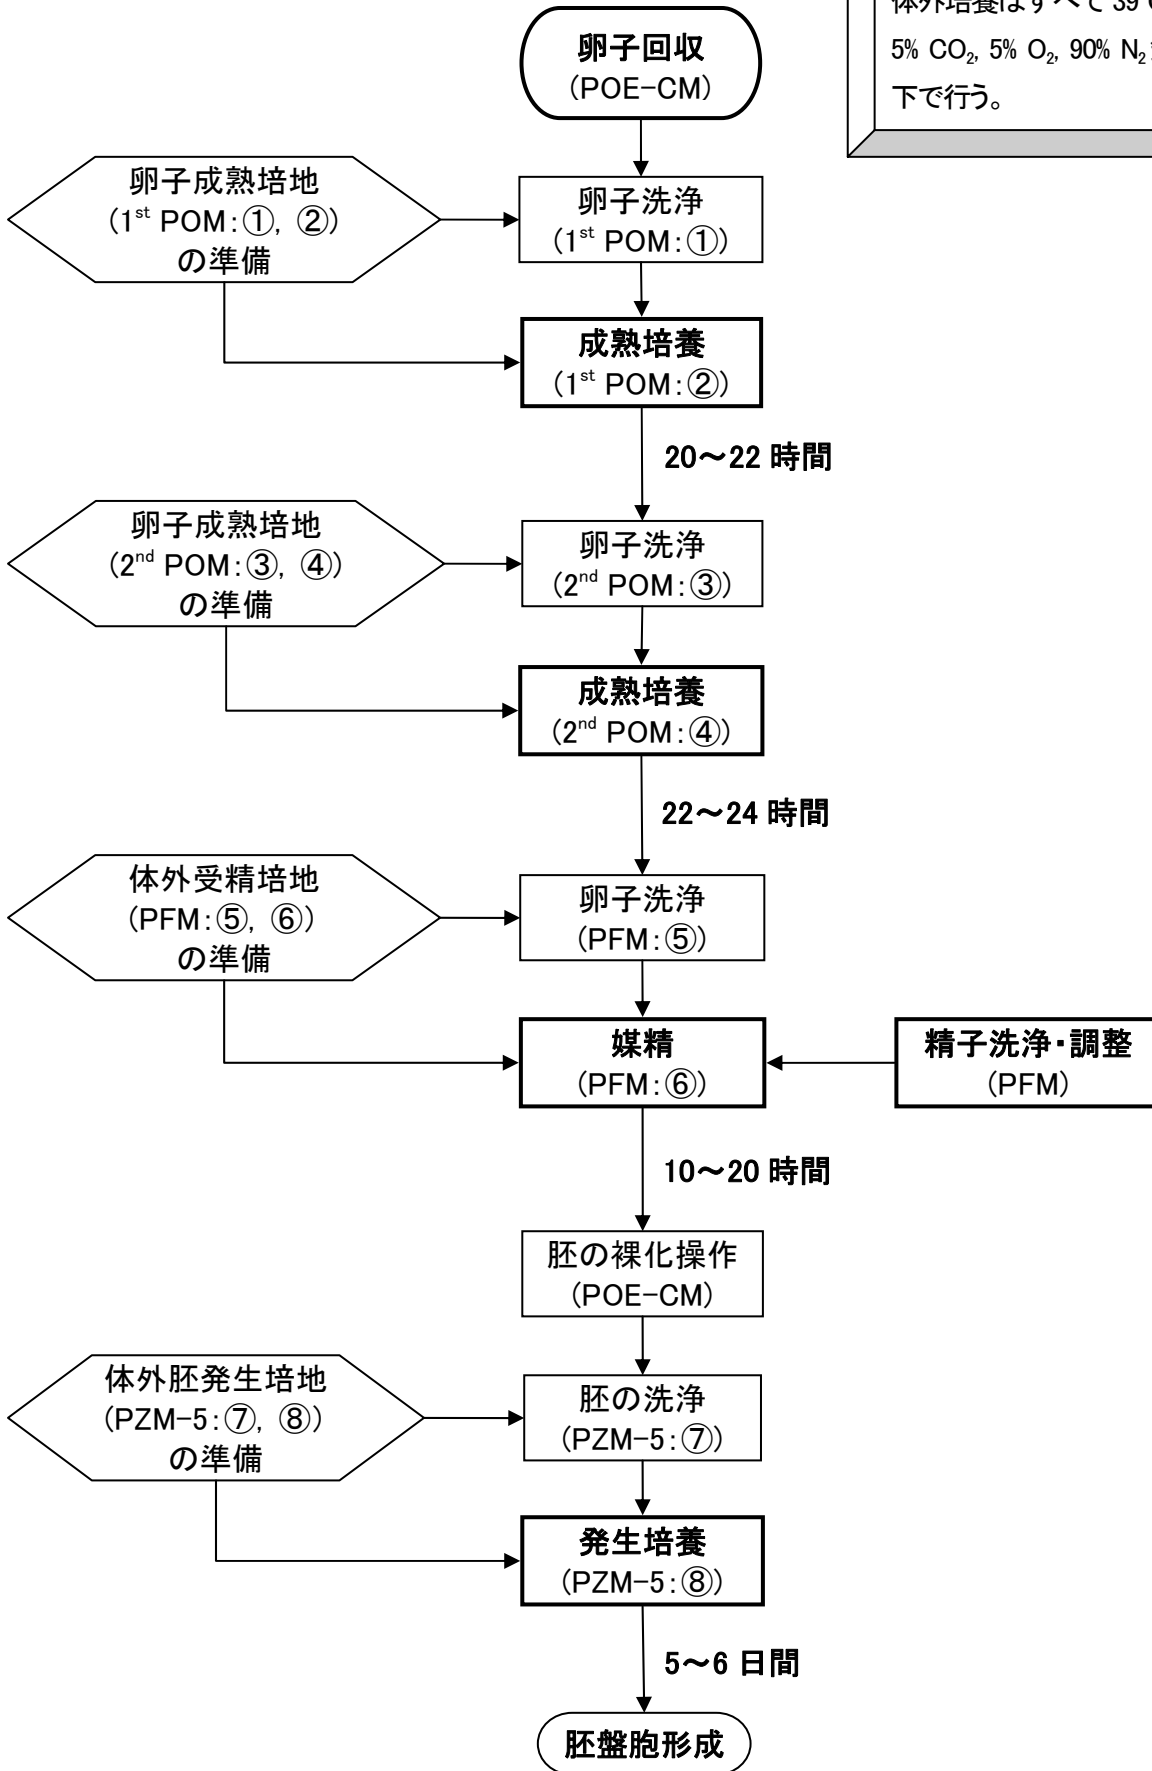 体外培養はすべて 39
5% CO₂, 5% O₂, 90% N₂
下で行う。
卵子回収
(POE-CM)
卵子成熟培地
(1ˢᵗ POM:①, ②)
の準備
卵子洗浄
(1ˢᵗ POM:①)
成熟培養
(1ˢᵗ POM:②)
20～22 時間
卵子成熟培地
(2ⁿᵈ POM:③, ④)
の準備
卵子洗浄
(2ⁿᵈ POM:③)
成熟培養
(2ⁿᵈ POM:④)
22～24 時間
体外受精培地
(PFM:⑤, ⑥)
の準備
卵子洗浄
(PFM:⑤)
媒精
(PFM:⑥)
精子洗浄・調整
(PFM)
10～20 時間
胚の裸化操作
(POE-CM)
体外胚発生培地
(PZM-5:⑦, ⑧)
の準備
胚の洗浄
(PZM-5:⑦)
発生培養
(PZM-5:⑧)
5～6 日間
胚盤胞形成